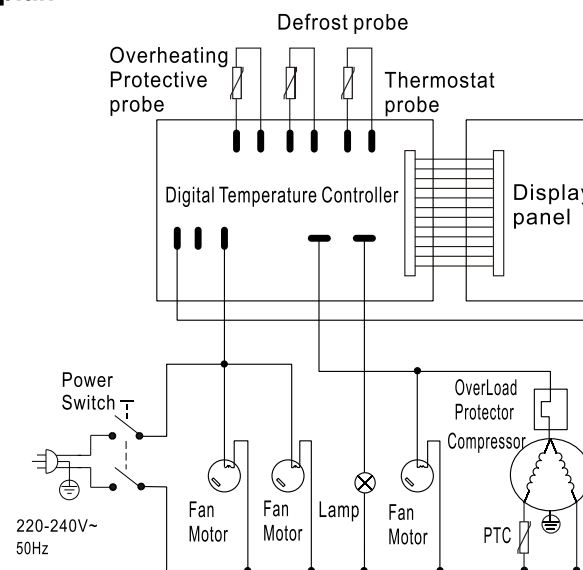 Defrost probe
Overheating
Protective
probe
Thermostat
probe
Digital Temperature Controller
Display
panel
Power
Switch
OverLoad
Protector
Compressor
Fan
Motor
Fan
Motor
Lamp
Fan
Motor
PTC
220-240V~
50Hz